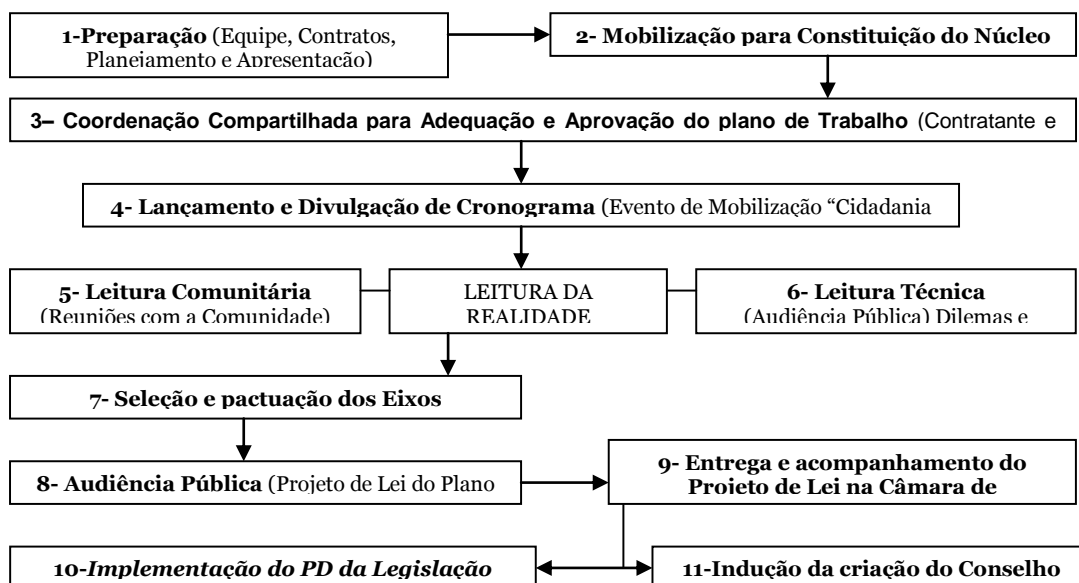 1-Preparação (Equipe, Contratos,
Planejamento e Apresentação)
2- Mobilização para Constituição do Núcleo
3– Coordenação Compartilhada para Adequação e Aprovação do plano de Trabalho (Contratante e
4- Lançamento e Divulgação de Cronograma (Evento de Mobilização “Cidadania
5- Leitura Comunitária
(Reuniões com a Comunidade)
LEITURA DA
REALIDADE
6- Leitura Técnica
(Audiência Pública) Dilemas e
7- Seleção e pactuação dos Eixos
8- Audiência Pública (Projeto de Lei do Plano
9- Entrega e acompanhamento do
Projeto de Lei na Câmara de
10-Implementação do PD da Legislação
11-Indução da criação do Conselho